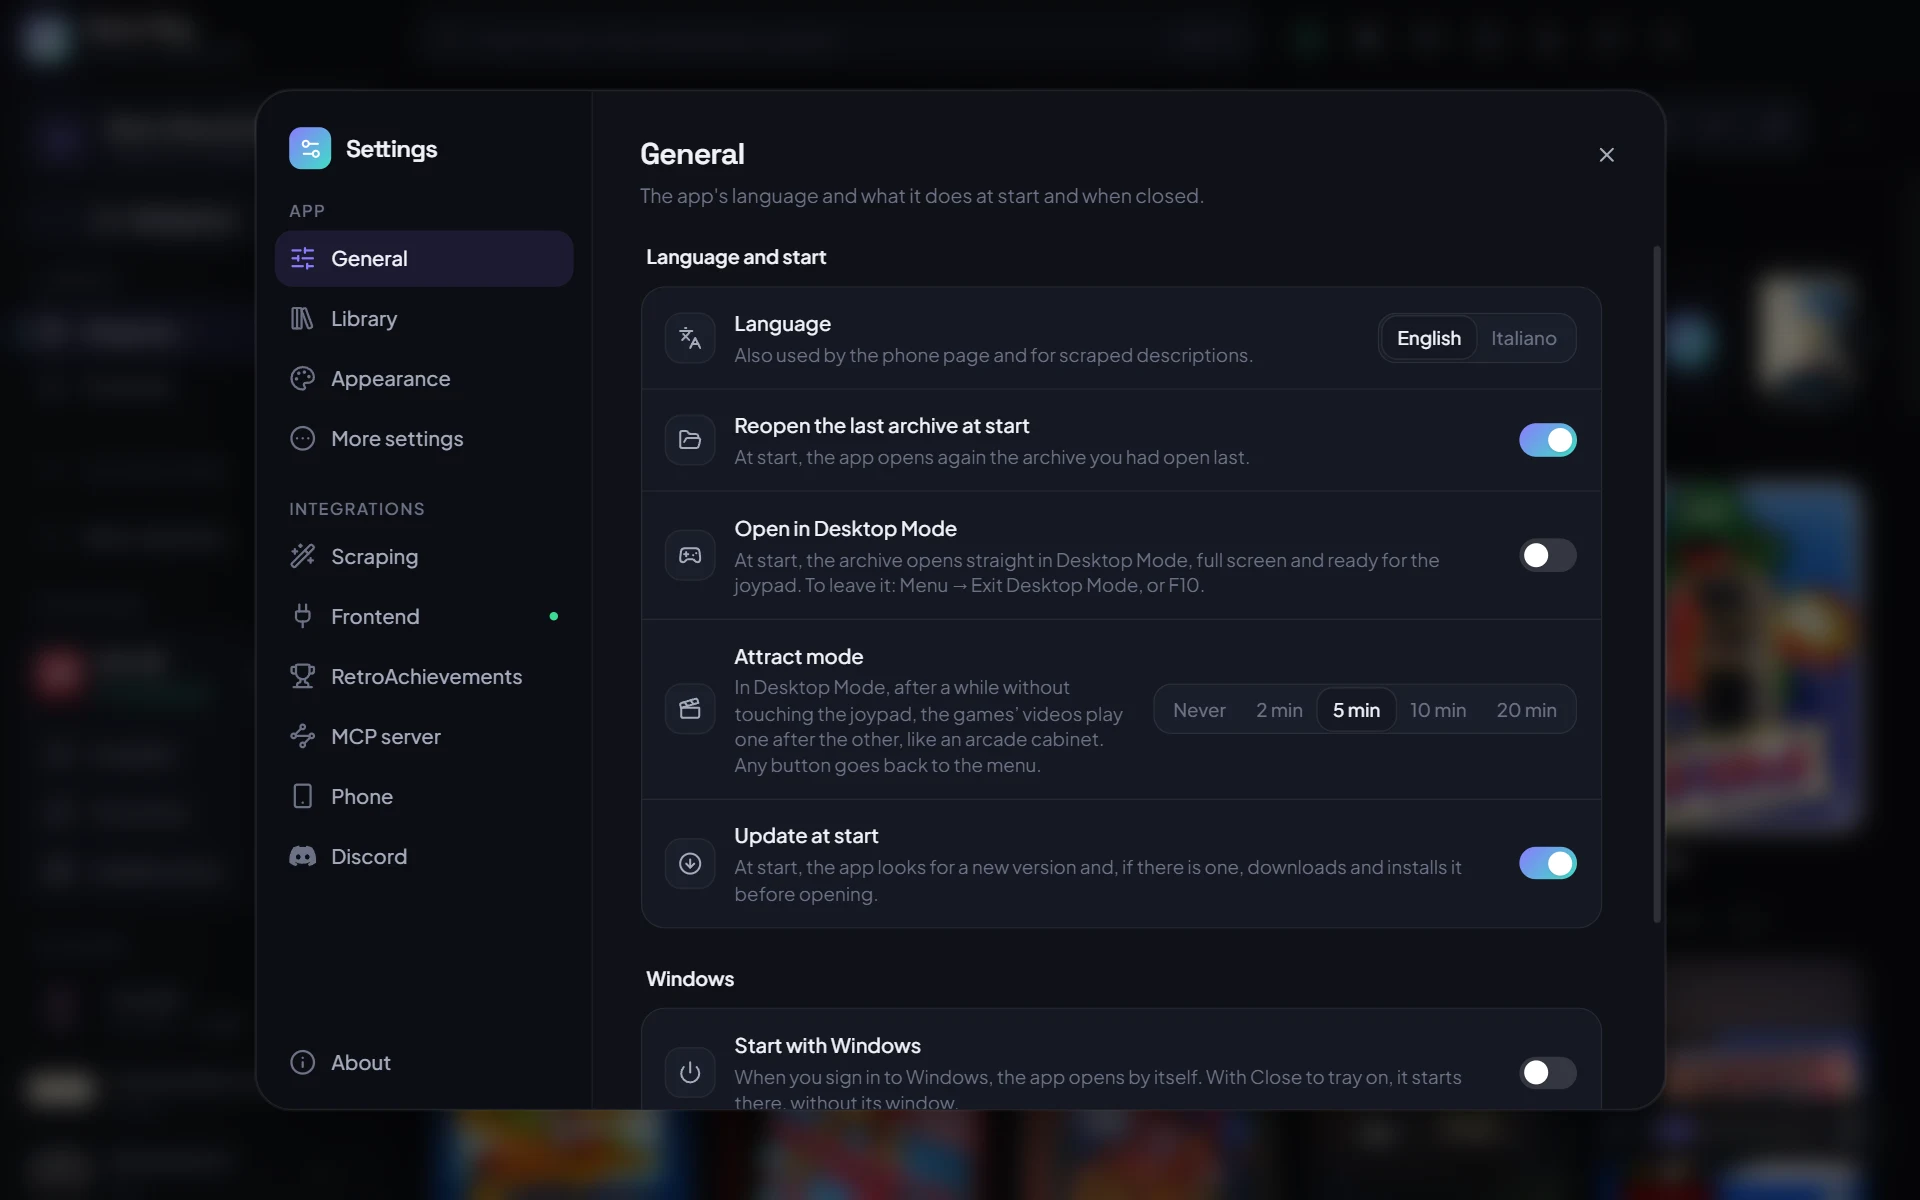 Settings
APP
General
Library
Appearance
More settings
INTEGRATIONS
Scraping
Frontend
RetroAchievements
MCP server
Phone
Discord
About
General
The app's language and what it does at start and when closed.
Language and start
Language
Also used by the phone page and for scraped descriptions.
English Italiano
Reopen the last archive at start
At start, the app opens again the archive you had open last.
Open in Desktop Mode
At start, the archive opens straight in Desktop Mode, full screen and ready for the
joypad. To leave it: Menu → Exit Desktop Mode, or F10.
Attract mode
In Desktop Mode, after a while without
touching the joypad, the games’ videos play
one after the other, like an arcade cabinet.
Any button goes back to the menu.
Never 2 min 5 min 10 min 20 min
Update at start
At start, the app looks for a new version and, if there is one, downloads and installs it
before opening.
Windows
Start with Windows
When you sign in to Windows, the app opens by itself. With Close to tray on, it starts
there, without its window.